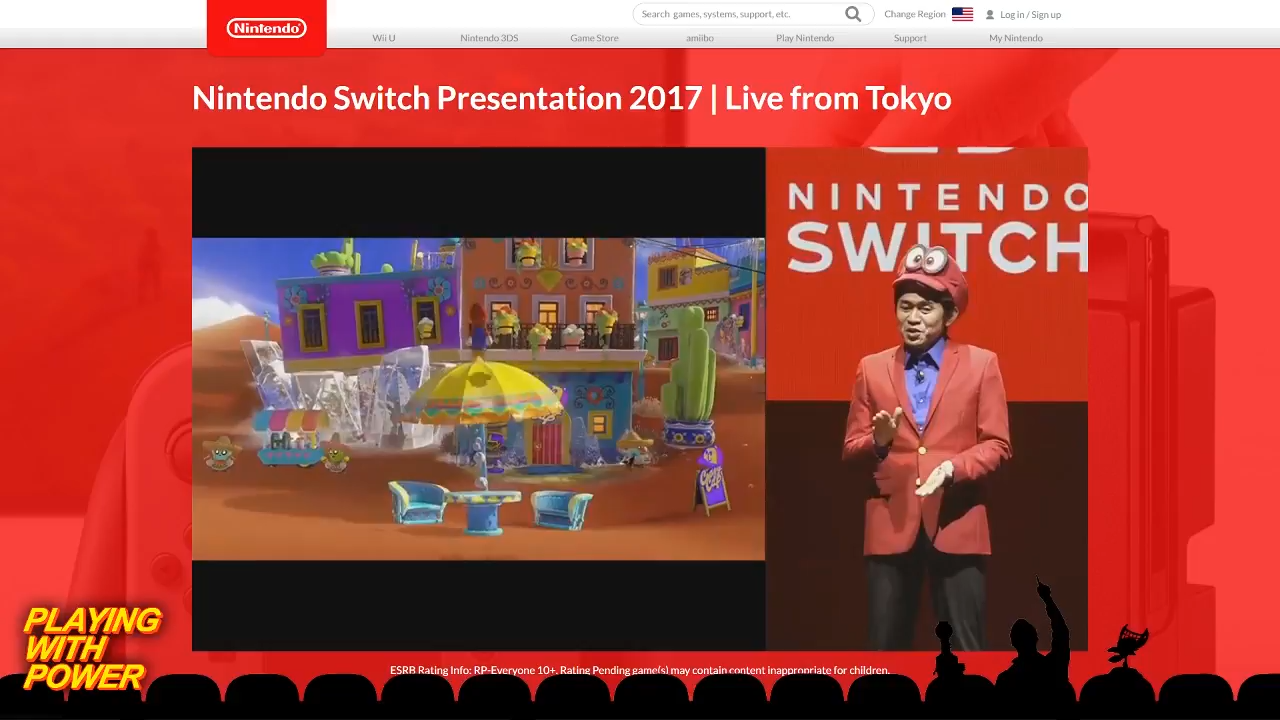 Nintendo
Search games, systems, support, etc.
Change Region
Log in / Sign up
Wii U
Nintendo 3DS
Game Store
amiibo
Play Nintendo
Support
My Nintendo
Nintendo Switch Presentation 2017 | Live from Tokyo
NINTENDO
SWITCH
PLAYING
WITH
POWER
ESRB Rating Info: RP-Everyone 10+. Rating Pending game(s) may contain content inappropriate for children.